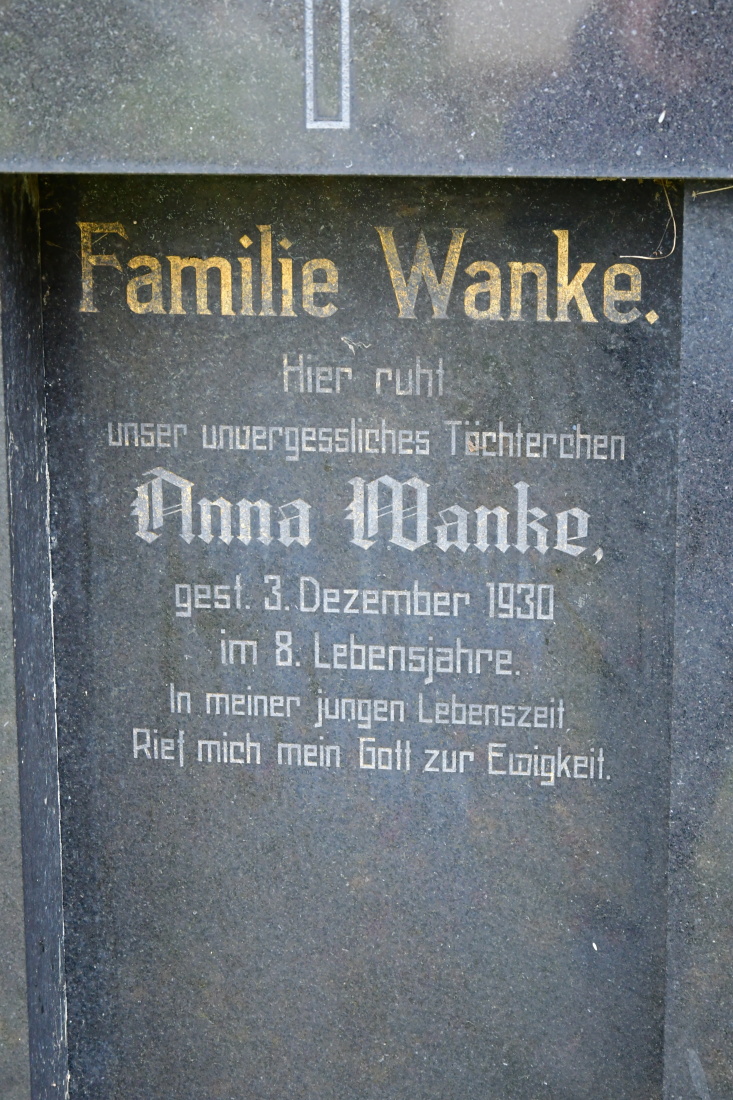 Familie Wanke.
Hier ruht
unser unvergessliches Töchterchen
Anna Wanke,
gest. 3. Dezember 1930
im 8. Lebensjahre.
In meiner jungen Lebenszeit
Rief mich mein Gott zur Ewigkeit.